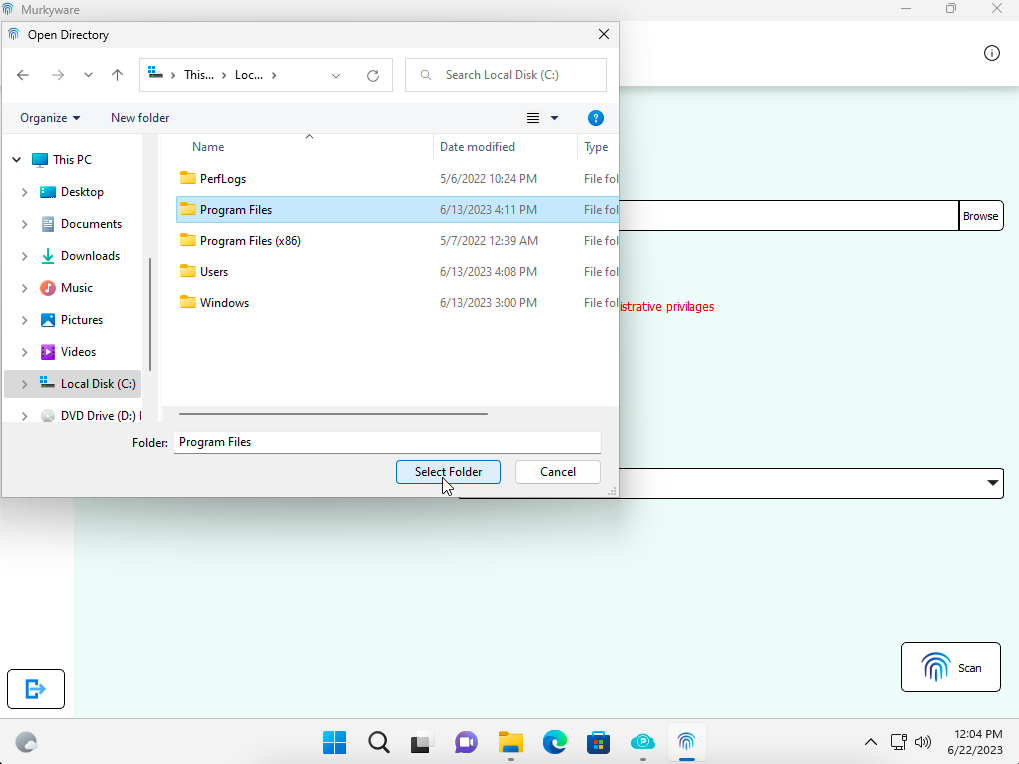 Murkyware
Open Directory
This... Loc...
Search Local Disk (C:)
Organize
New folder
Name Date modified Type
This PC
Desktop
Documents
Downloads
Music
Pictures
Videos
Local Disk (C:)
DVD Drive (D:)
PerfLogs 5/6/2022 10:24 PM File fol
Program Files 6/13/2023 4:11 PM File fol
Program Files (x86) 5/7/2022 12:39 AM File fol
Users 6/13/2023 4:08 PM File fol
Windows 6/13/2023 3:00 PM File fol
Folder: Program Files
Select Folder Cancel
Browse
istrative privilages
Scan
12:04 PM
6/22/2023